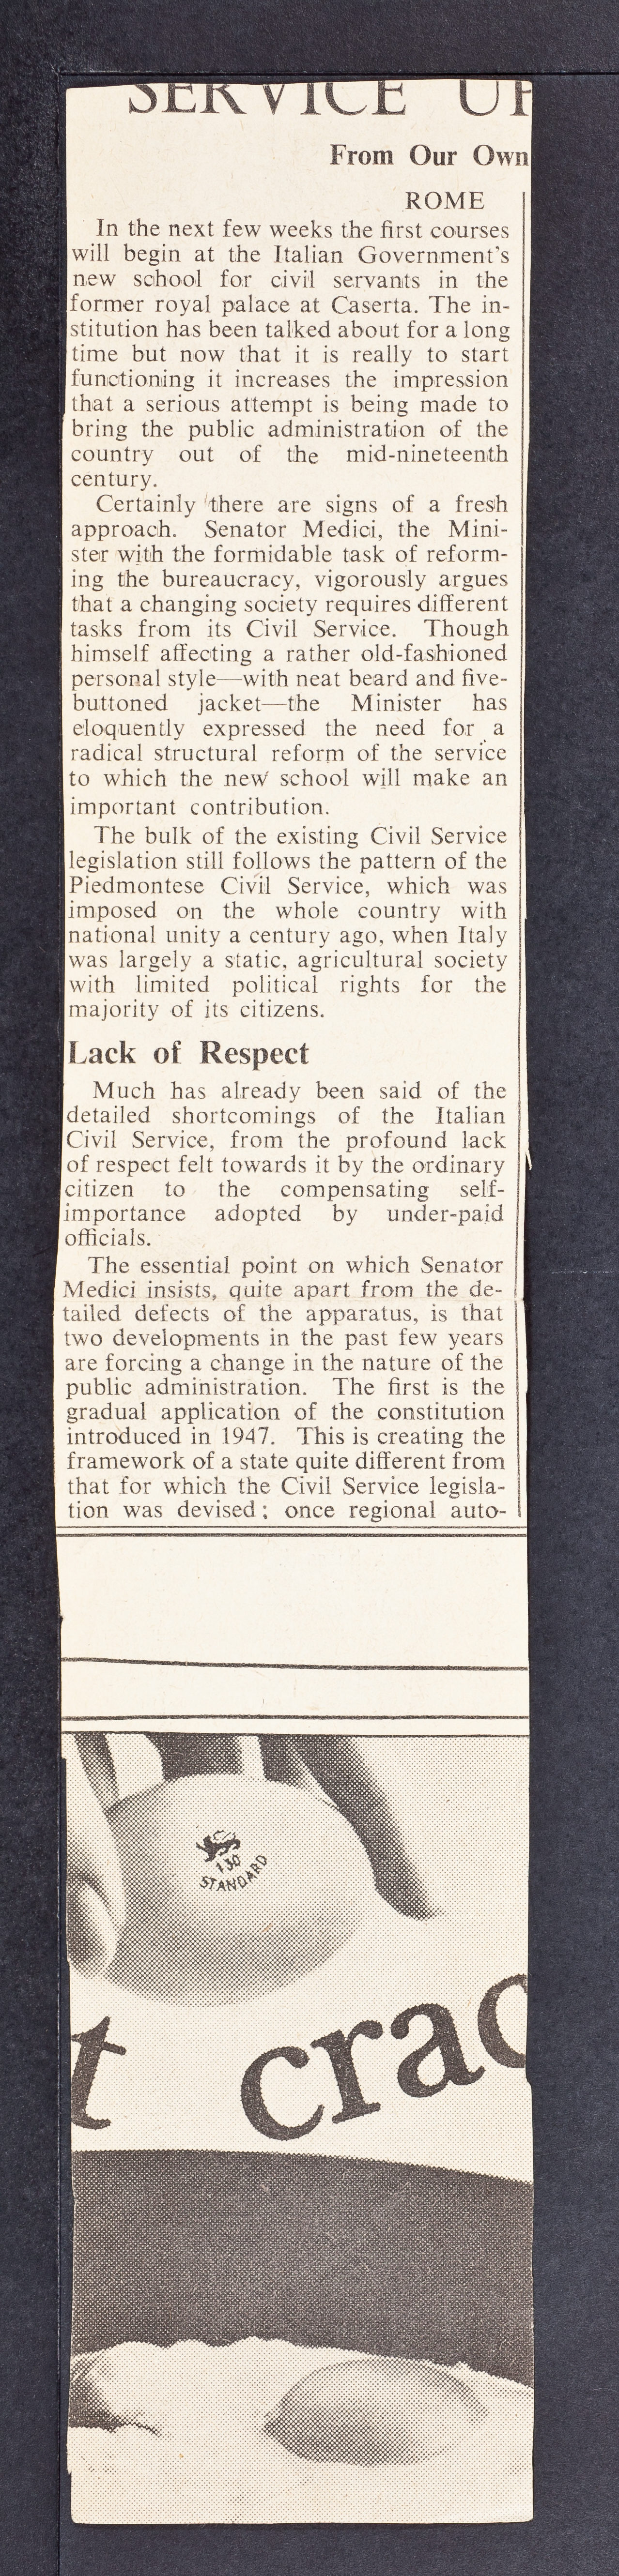 SERVICE UP
From Our Own
ROME
In the next few weeks the first courses
will begin at the Italian Government's
new school for civil servants in the
former royal palace at Caserta. The in-
stitution has been talked about for a long
time but now that it is really to start
functioning it increases the impression
that a serious attempt is being made to
bring the public administration of the
country out of the mid-nineteenth
century.
Certainly there are signs of a fresh
approach. Senator Medici, the Mini-
ster with the formidable task of reform-
ing the bureaucracy, vigorously argues
that a changing society requires different
tasks from its Civil Service. Though
himself affecting a rather old-fashioned
personal style—with neat beard and five-
buttoned jacket—the Minister has
eloquently expressed the need for a
radical structural reform of the service
to which the new school will make an
important contribution.
The bulk of the existing Civil Service
legislation still follows the pattern of the
Piedmontese Civil Service, which was
imposed on the whole country with
national unity a century ago, when Italy
was largely a static, agricultural society
with limited political rights for the
majority of its citizens.
Lack of Respect
Much has already been said of the
detailed shortcomings of the Italian
Civil Service, from the profound lack
of respect felt towards it by the ordinary
citizen to the compensating self-
importance adopted by under-paid
officials.
The essential point on which Senator
Medici insists, quite apart from the de-
tailed defects of the apparatus, is that
two developments in the past few years
are forcing a change in the nature of the
public administration. The first is the
gradual application of the constitution
introduced in 1947. This is creating the
framework of a state quite different from
that for which the Civil Service legisla-
tion was devised; once regional auto-
130
STANDARD
t crac